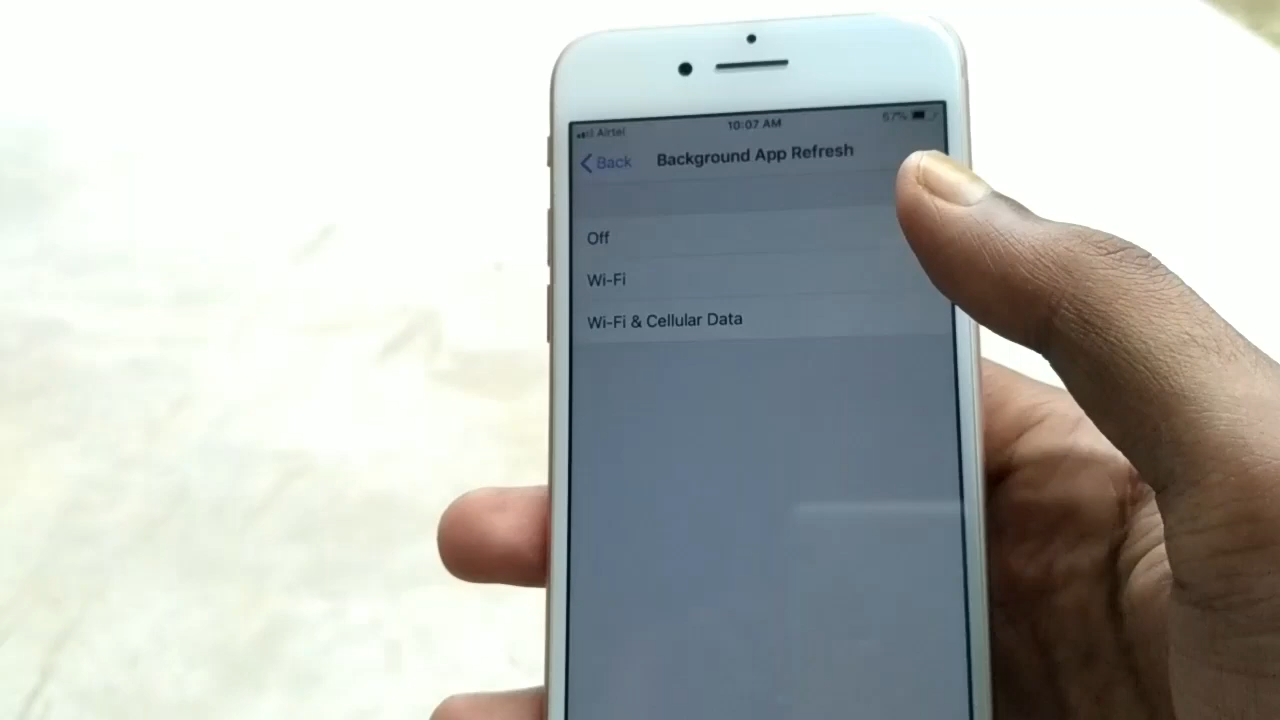 Airtel 10:07 AM 57%
Back Background App Refresh
Off
Wi-Fi
Wi-Fi & Cellular Data